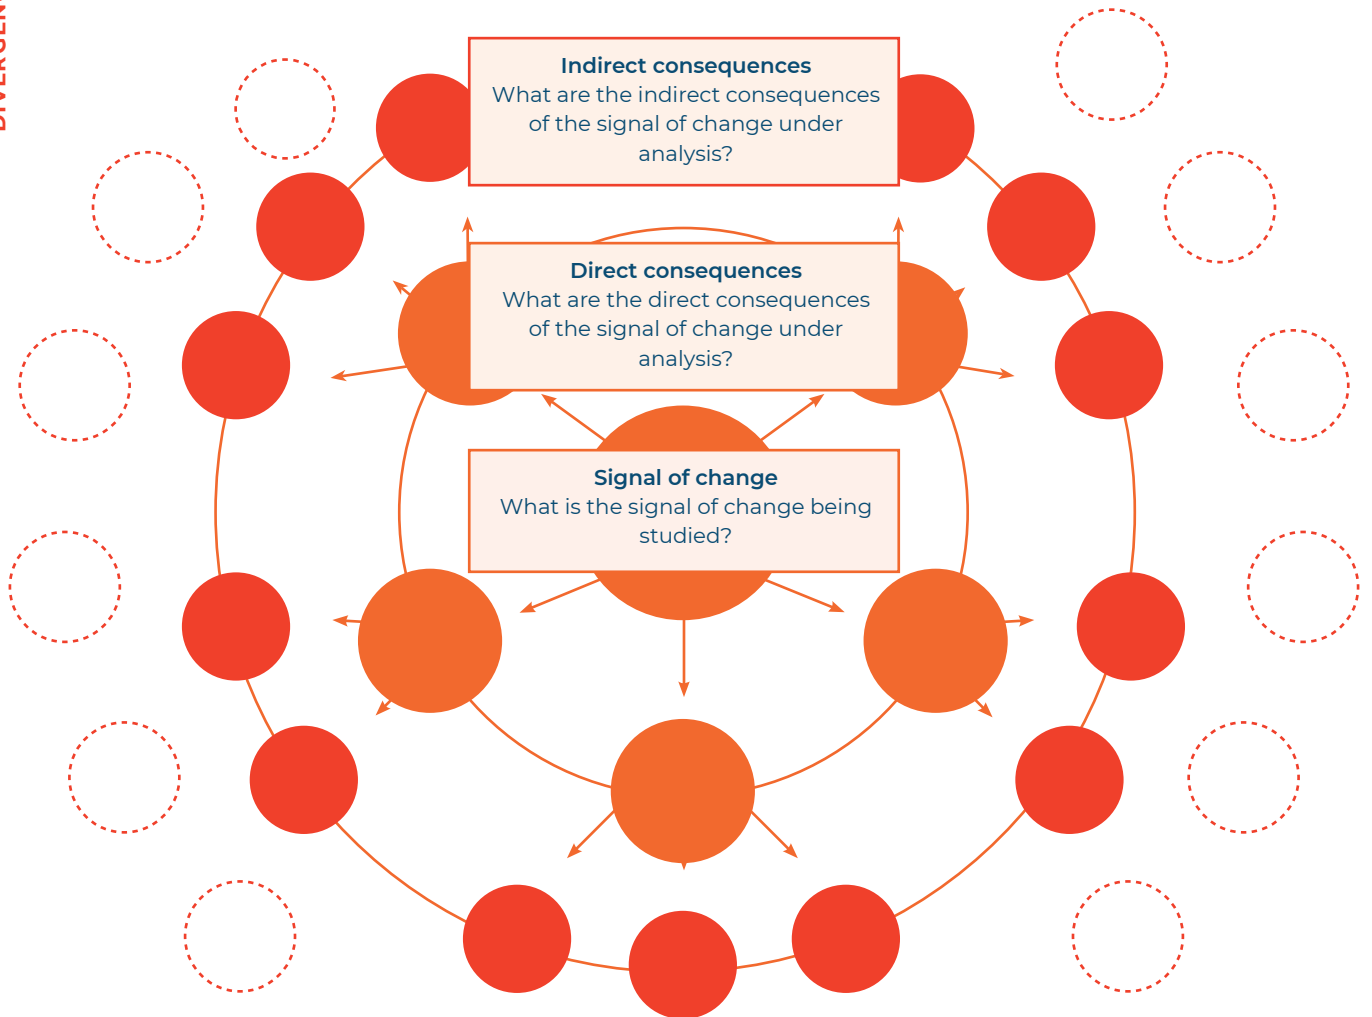 Indirect consequences
What are the indirect consequences
of the signal of change under
analysis?
Direct consequences
What are the direct consequences
of the signal of change under
analysis?
Signal of change
What is the signal of change being
studied?